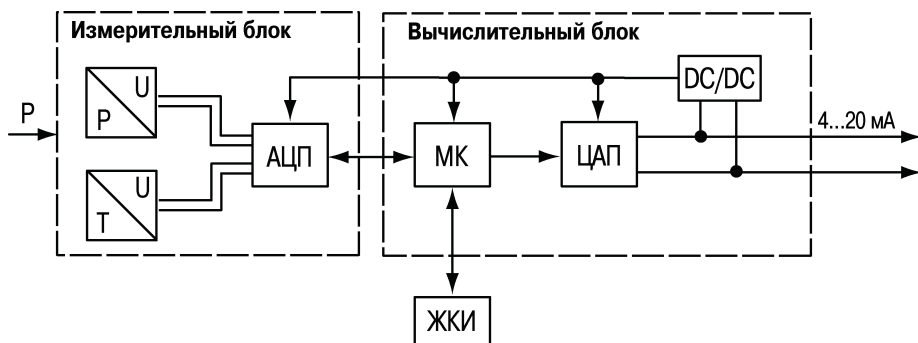 Измерительный блок
Вычислительный блок
U
P
DC/DC
P
4...20 мА
АЦП
МК
ЦАП
U
T
ЖКИ